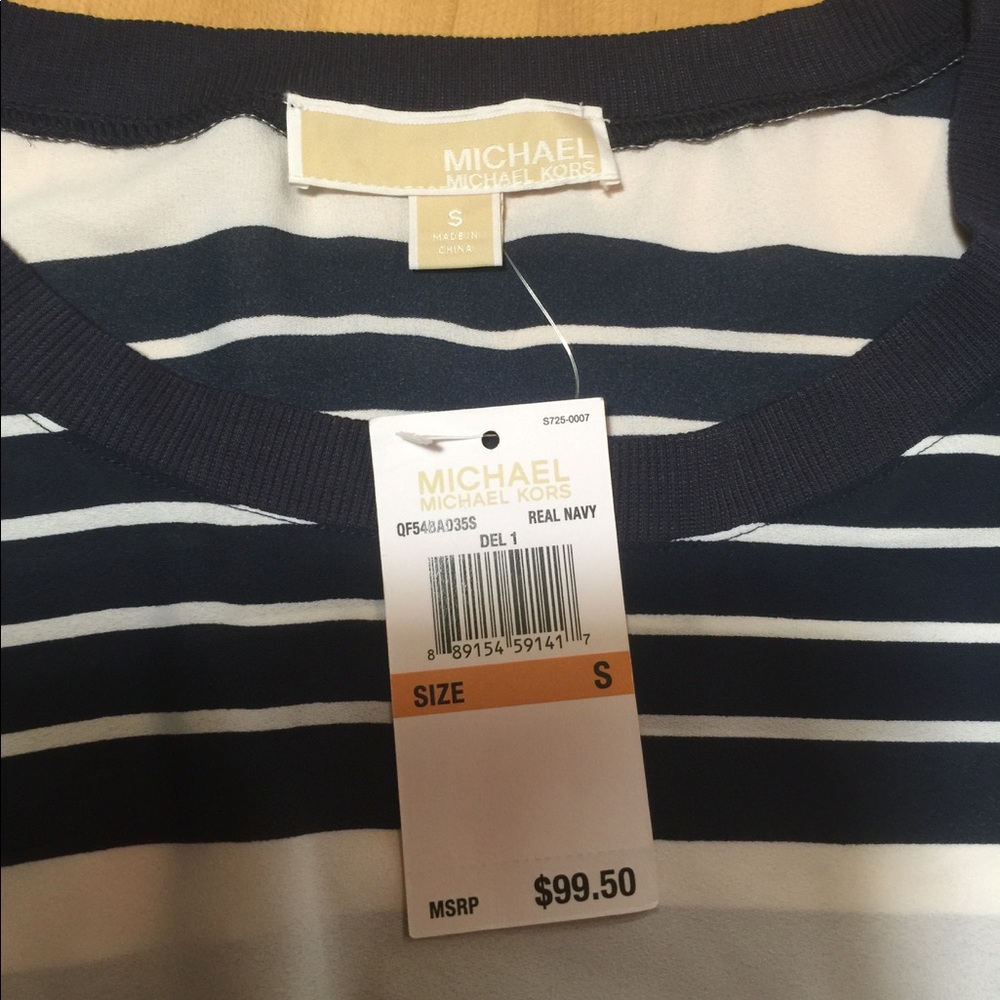 MICHAEL
MICHAEL KORS
S
MADE IN
CHINA
S725-0007
MICHAEL
MICHAEL KORS
QF548A035S REAL NAVY
DEL 1
8 89154 59141 7
SIZE S
MSRP $99.50